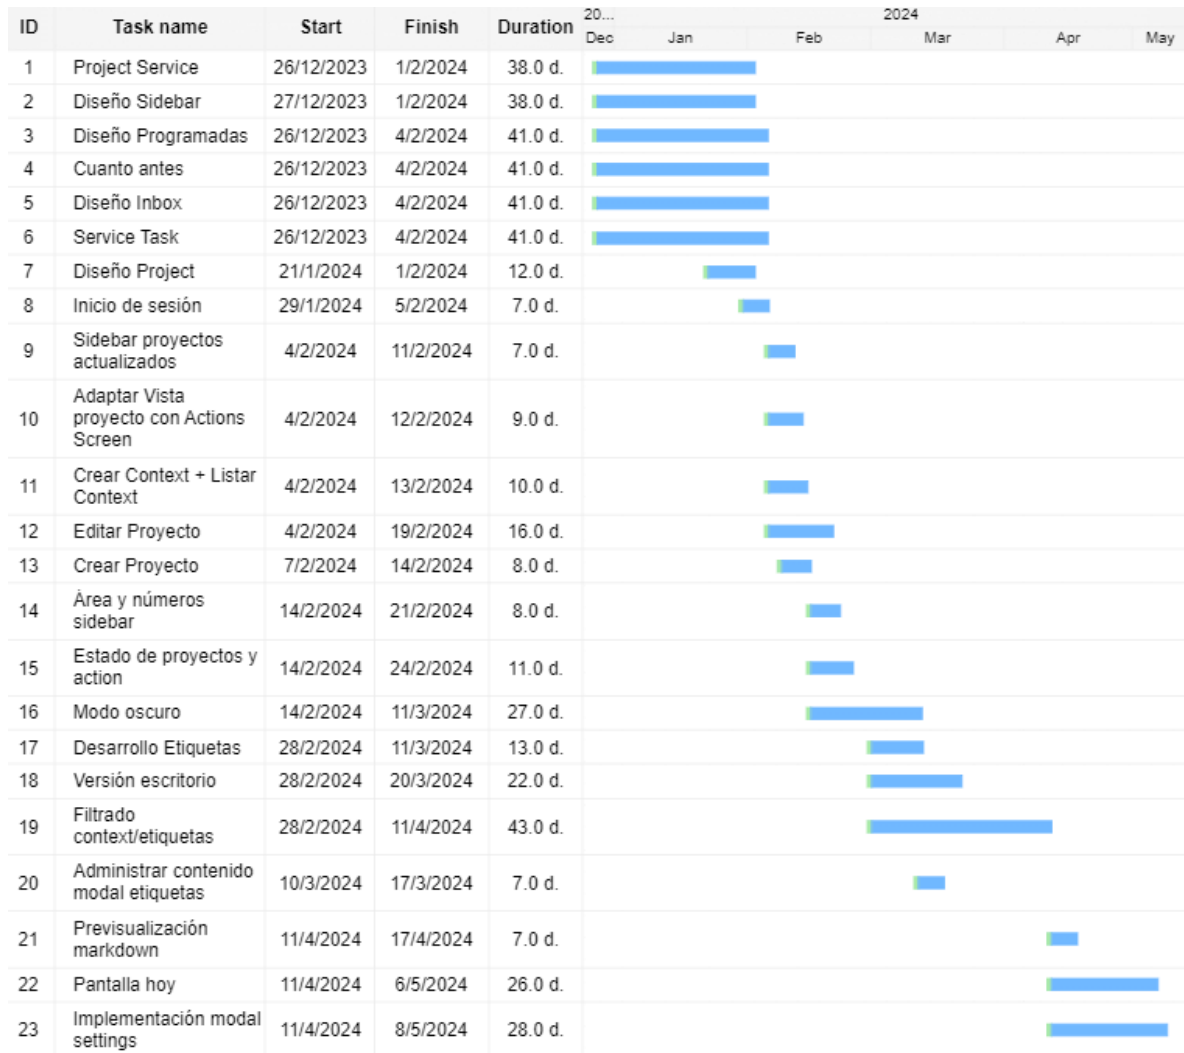 ID Task name Start Finish Duration 20... 2024
Dec Jan Feb Mar Apr May
1 Project Service 26/12/2023 1/2/2024 38.0 d.
2 Diseño Sidebar 27/12/2023 1/2/2024 38.0 d.
3 Diseño Programadas 26/12/2023 4/2/2024 41.0 d.
4 Cuanto antes 26/12/2023 4/2/2024 41.0 d.
5 Diseño Inbox 26/12/2023 4/2/2024 41.0 d.
6 Service Task 26/12/2023 4/2/2024 41.0 d.
7 Diseño Project 21/1/2024 1/2/2024 12.0 d.
8 Inicio de sesión 29/1/2024 5/2/2024 7.0 d.
Sidebar proyectos
9 4/2/2024 11/2/2024 7.0 d.
actualizados
Adaptar Vista
10 proyecto con Actions 4/2/2024 12/2/2024 9.0 d.
Screen
Crear Context + Listar
11 4/2/2024 13/2/2024 10.0 d.
Context
12 Editar Proyecto 4/2/2024 19/2/2024 16.0 d.
13 Crear Proyecto 7/2/2024 14/2/2024 8.0 d.
Área y números
14 14/2/2024 21/2/2024 8.0 d.
sidebar
Estado de proyectos y
15 14/2/2024 24/2/2024 11.0 d.
action
16 Modo oscuro 14/2/2024 11/3/2024 27.0 d.
17 Desarrollo Etiquetas 28/2/2024 11/3/2024 13.0 d.
18 Versión escritorio 28/2/2024 20/3/2024 22.0 d.
Filtrado
19 28/2/2024 11/4/2024 43.0 d.
context/etiquetas
Administrar contenido
20 10/3/2024 17/3/2024 7.0 d.
modal etiquetas
Previsualización
21 11/4/2024 17/4/2024 7.0 d.
markdown
22 Pantalla hoy 11/4/2024 6/5/2024 26.0 d.
Implementación modal
23 11/4/2024 8/5/2024 28.0 d.
settings